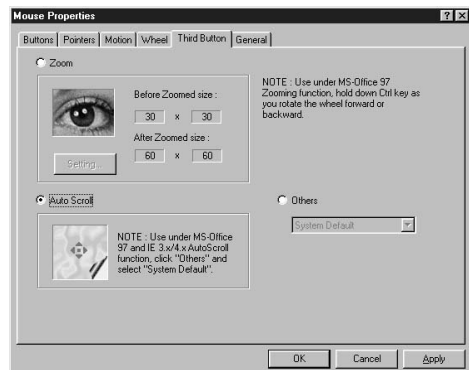 Mouse Properties
? X
Buttons Pointers Motion Wheel Third Button General
Zoom
Before Zoomed size :
30 x 30
After Zoomed size :
60 x 60
Setting...
NOTE : Use under MS-Office 97
Zooming function, hold down Ctrl key as
you rotate the wheel forward or
backward.
Auto Scroll
NOTE : Use under MS-Office
97 and IE 3.x/4.x AutoScroll
function, click "Others" and
select "System Default".
Others
System Default
OK Cancel Apply